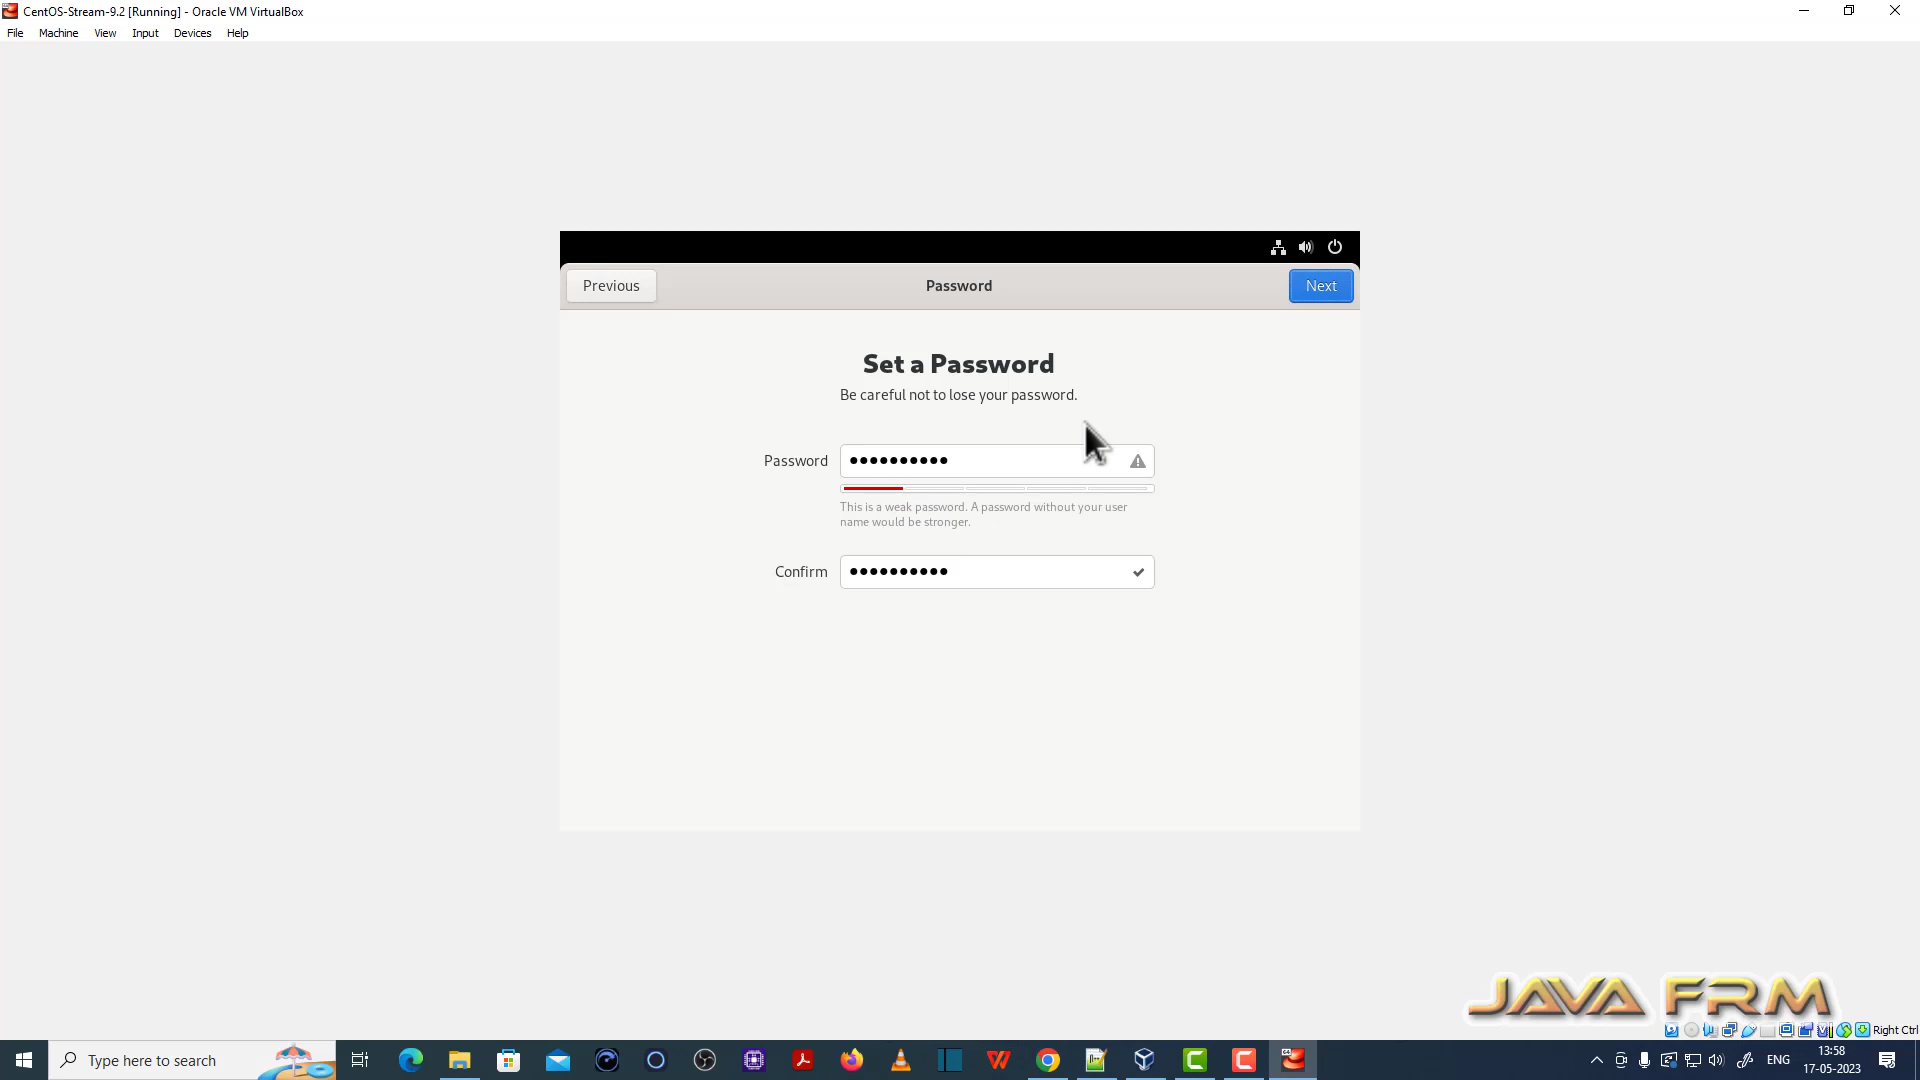 CentOS-Stream-9.2 [Running] - Oracle VM VirtualBox
File Machine View Input Devices Help
Previous
Password
Next
Set a Password
Be careful not to lose your password.
Password
This is a weak password. A password without your user
name would be stronger.
Confirm
JAVA FRM
Right Ctrl
Type here to search
ENG
13:58
17-05-2023